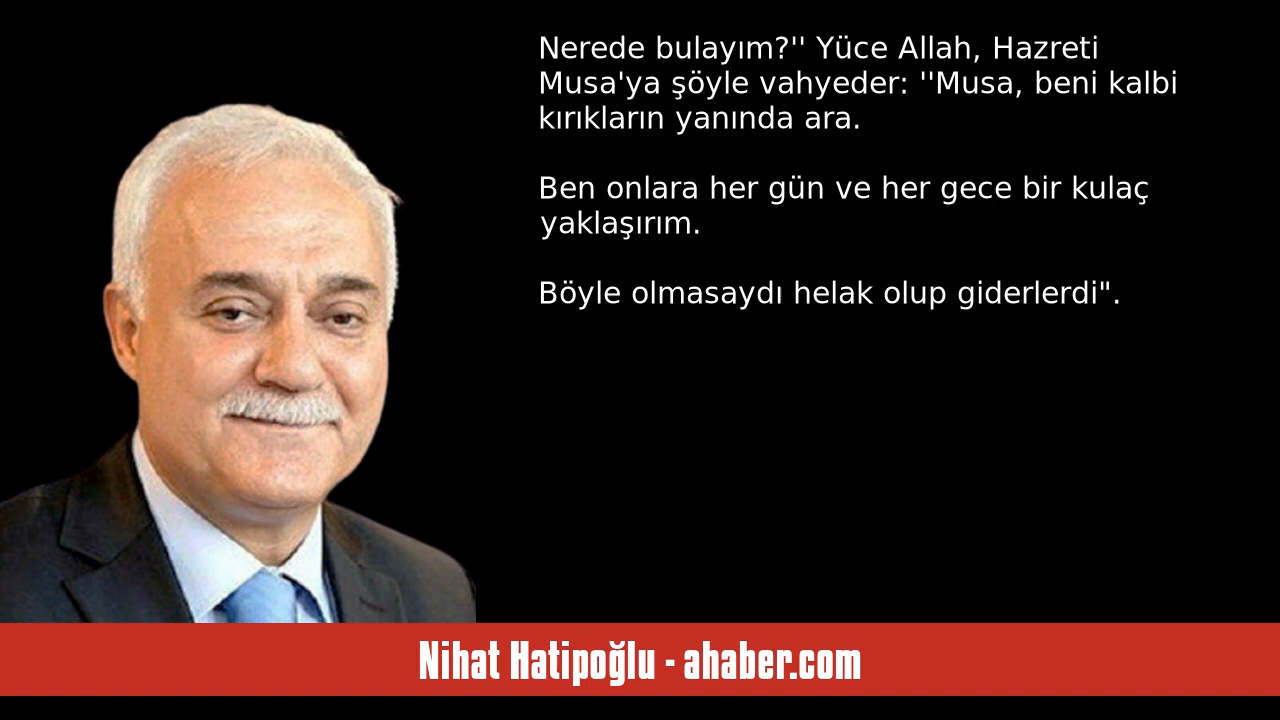 Nerede bulayım?'' Yüce Allah, Hazreti
Musa'ya şöyle vahyeder: ''Musa, beni kalbi
kırıkların yanında ara.
Ben onlara her gün ve her gece bir kulaç
yaklaşırım.
Böyle olmasaydı helak olup giderlerdi".
Nihat Hatipoğlu - ahaber.com